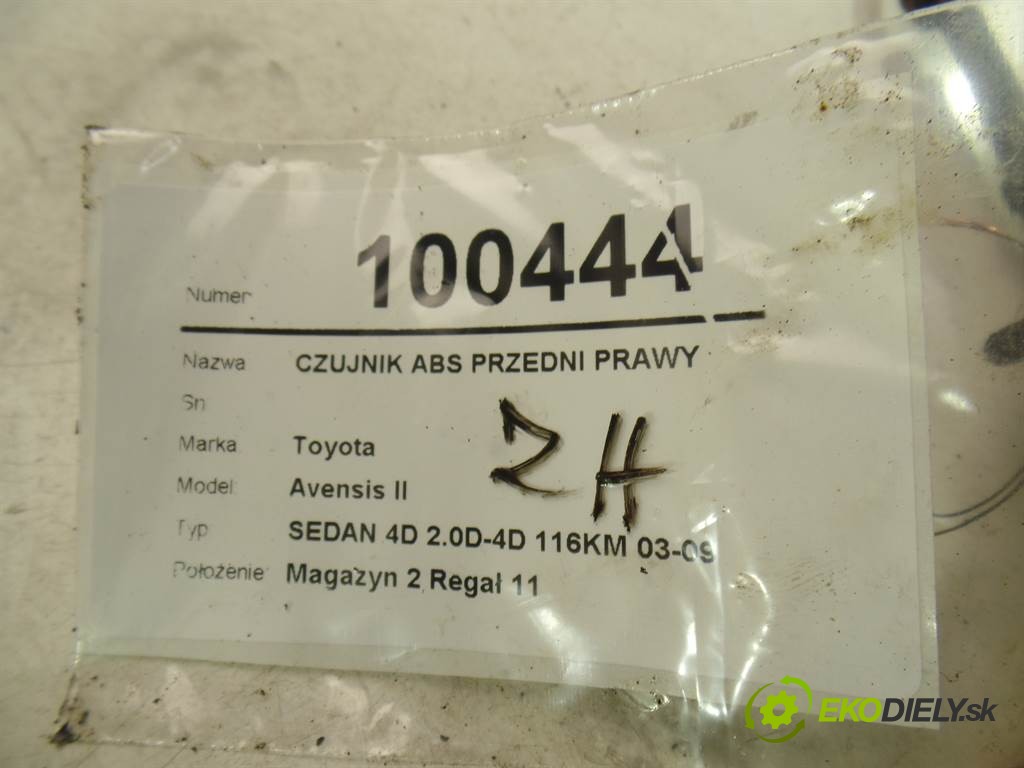 Numer 100444
Nazwa CZUJNIK ABS PRZEDNI PRAWY
Sn
Marka Toyota
Model: Avensis II
Typ SEDAN 4D 2.0D-4D 116KM 03-09
Położenie: Magazyn 2 Regał 11
ZH
EKODIELY.sk